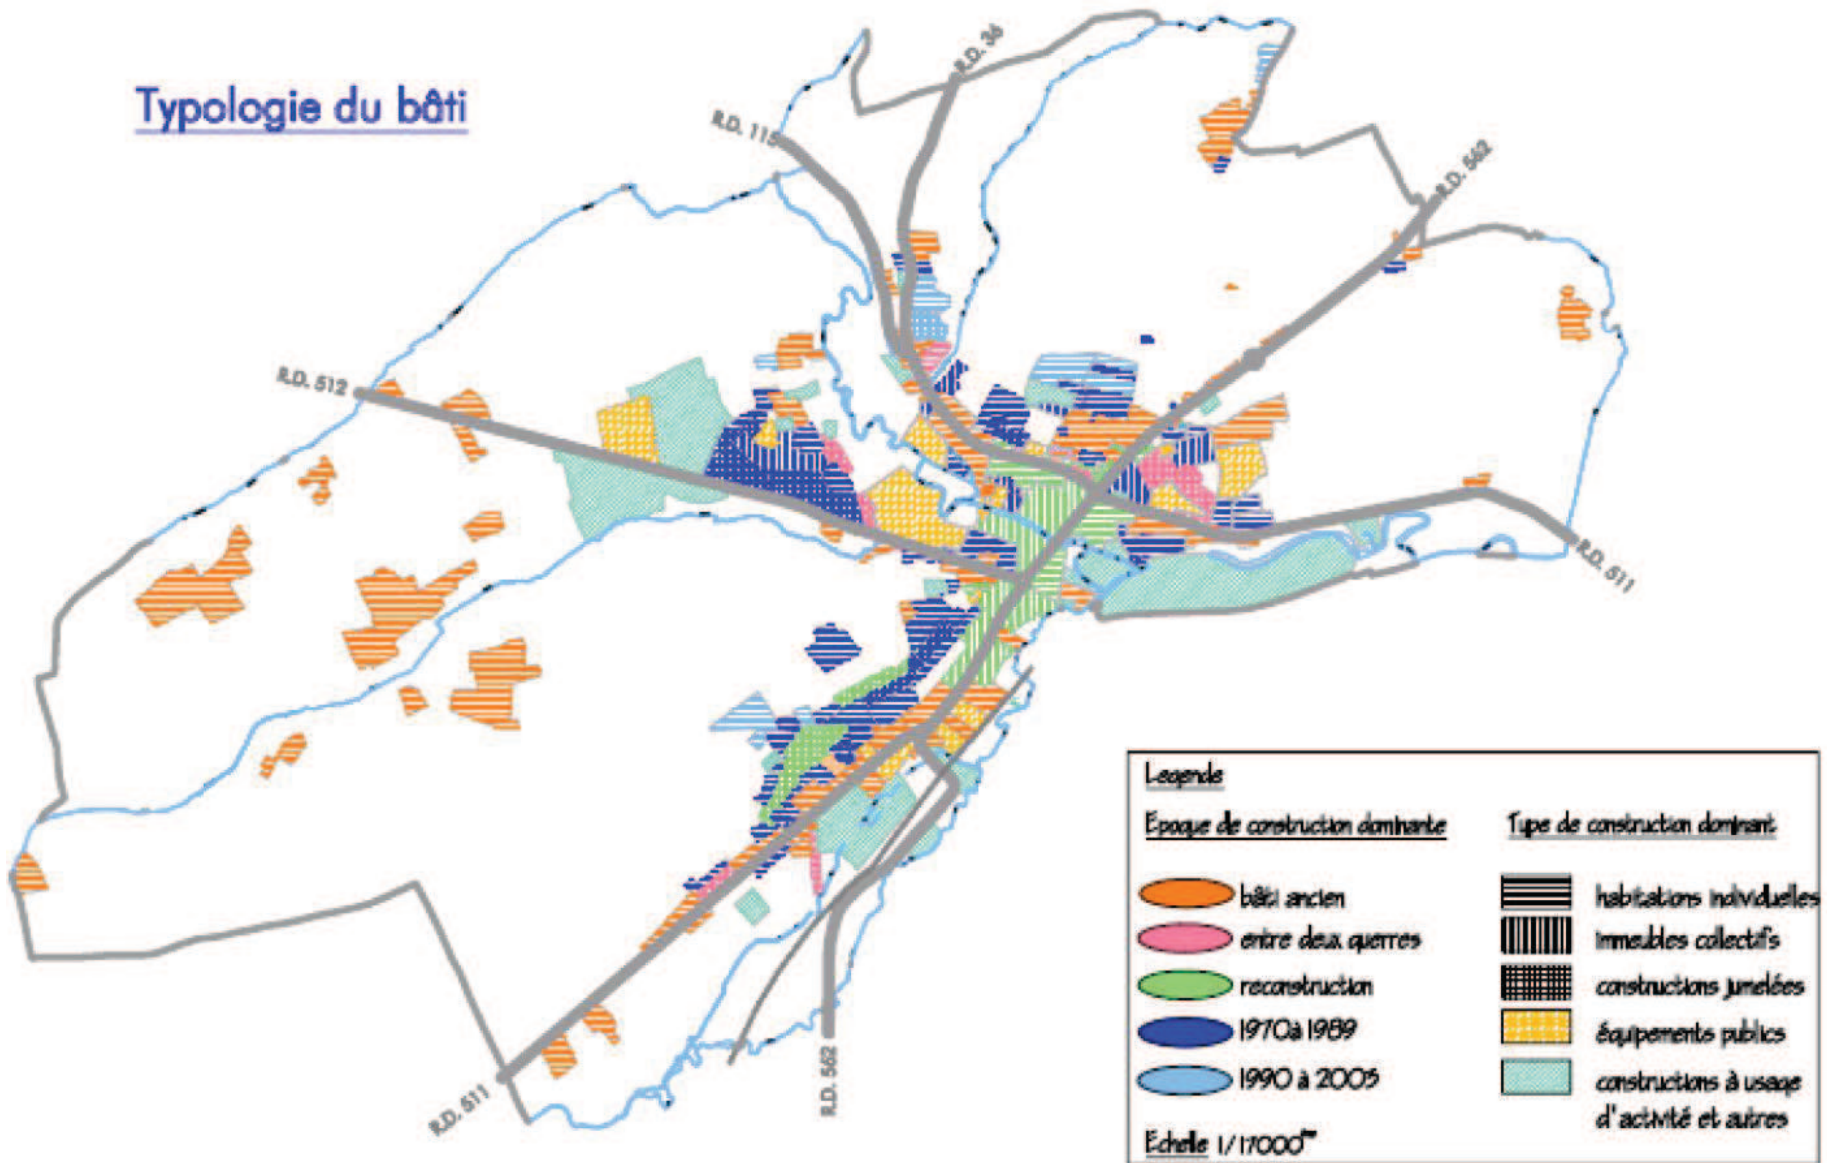 Typologie du bâti
R.D. 36
R.D. 115
R.D. 562
R.D. 512
R.D. 511
R.D. 562
R.D. 511
Legende
Epoque de construction dominante
Type de construction dominant
bâti ancien
habitations individuelles
entre deux guerres
immeubles collectifs
reconstruction
constructions jumelées
1970 à 1989
équipements publics
1990 à 2005
constructions à usage
d'activité et autres
Echelle 1/17000ème